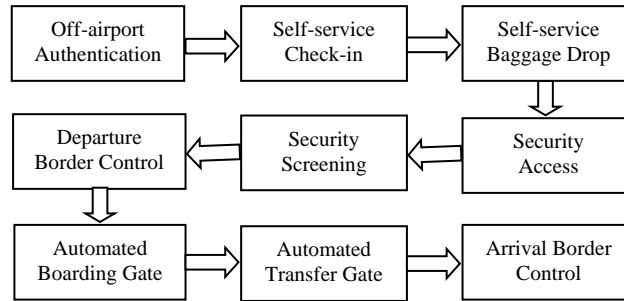 Off-airport
Authentication
Self-service
Check-in
Self-service
Baggage Drop
Security
Access
Security
Screening
Departure
Border Control
Automated
Boarding Gate
Automated
Transfer Gate
Arrival Border
Control